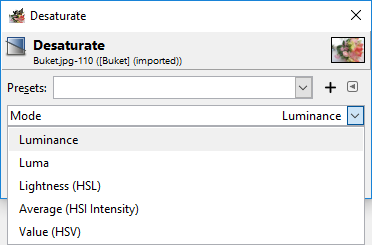 Desaturate
Desaturate
Buket.jpg-110 ([Buket] (imported))
Presets:
Mode Luminance
Luminance
Luma
Lightness (HSL)
Average (HSI Intensity)
Value (HSV)